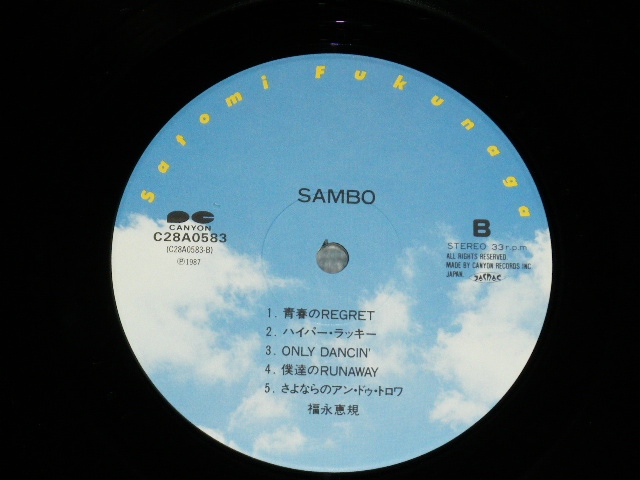 Satomi Fukunaga
SAMBO
PC
CANYON
C28A0583
(C28A0583-B)
Ⓟ1987
B
STEREO 33rpm
ALL RIGHTS RESERVED.
MADE BY CANYON RECORDS INC.
JAPAN
1. 青春のREGRET
2. ハイパー・ラッキー
3. ONLY DANCIN'
4. 僕達のRUNAWAY
5. さよならのアン・ドゥ・トロワ
福永恵規